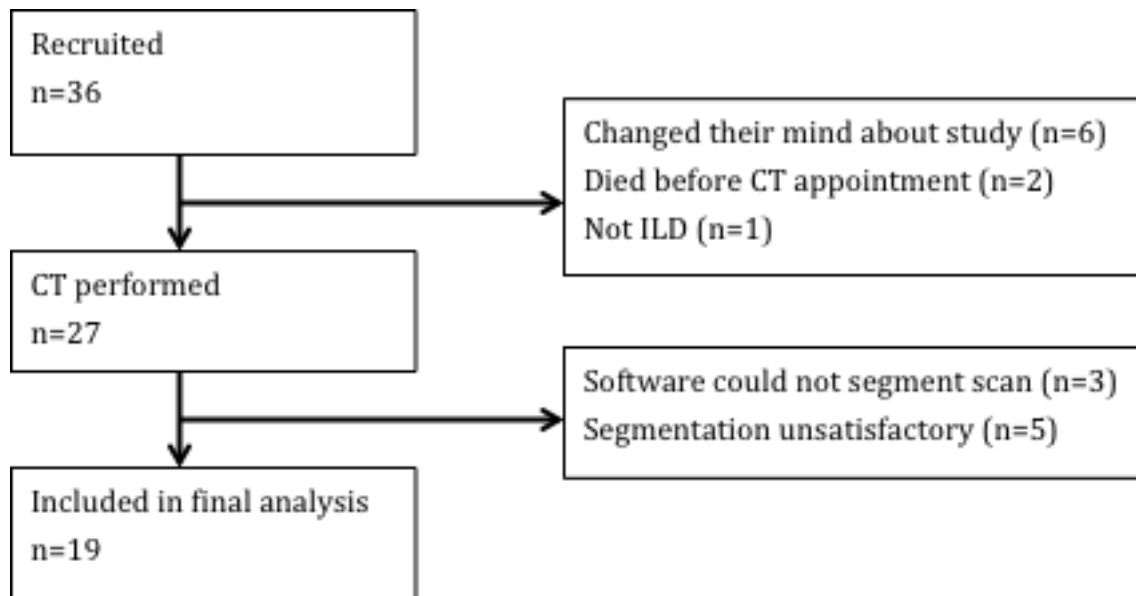 Recruited
n=36
Changed their mind about study (n=6)
Died before CT appointment (n=2)
Not ILD (n=1)
CT performed
n=27
Software could not segment scan (n=3)
Segmentation unsatisfactory (n=5)
Included in final analysis
n=19